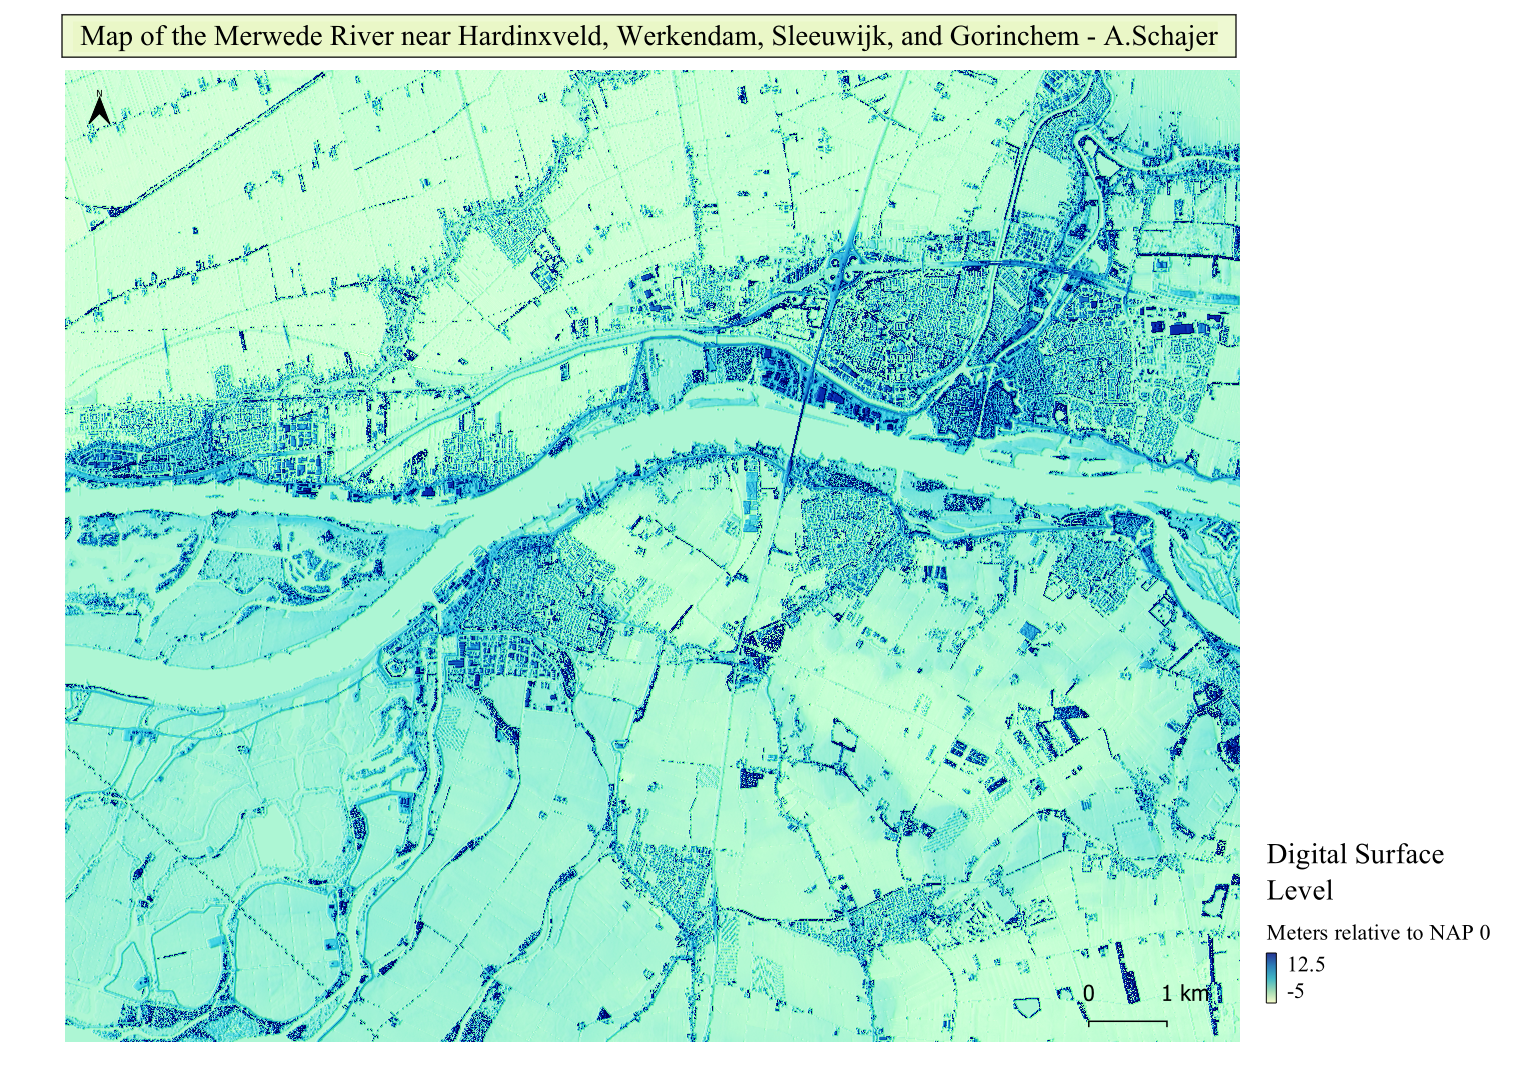 Map of the Merwede River near Hardinxveld, Werkendam, Sleeuwijk, and Gorinchem - A.Schajer
N
Digital Surface
Level
Meters relative to NAP 0
12.5
-5
0 1 km